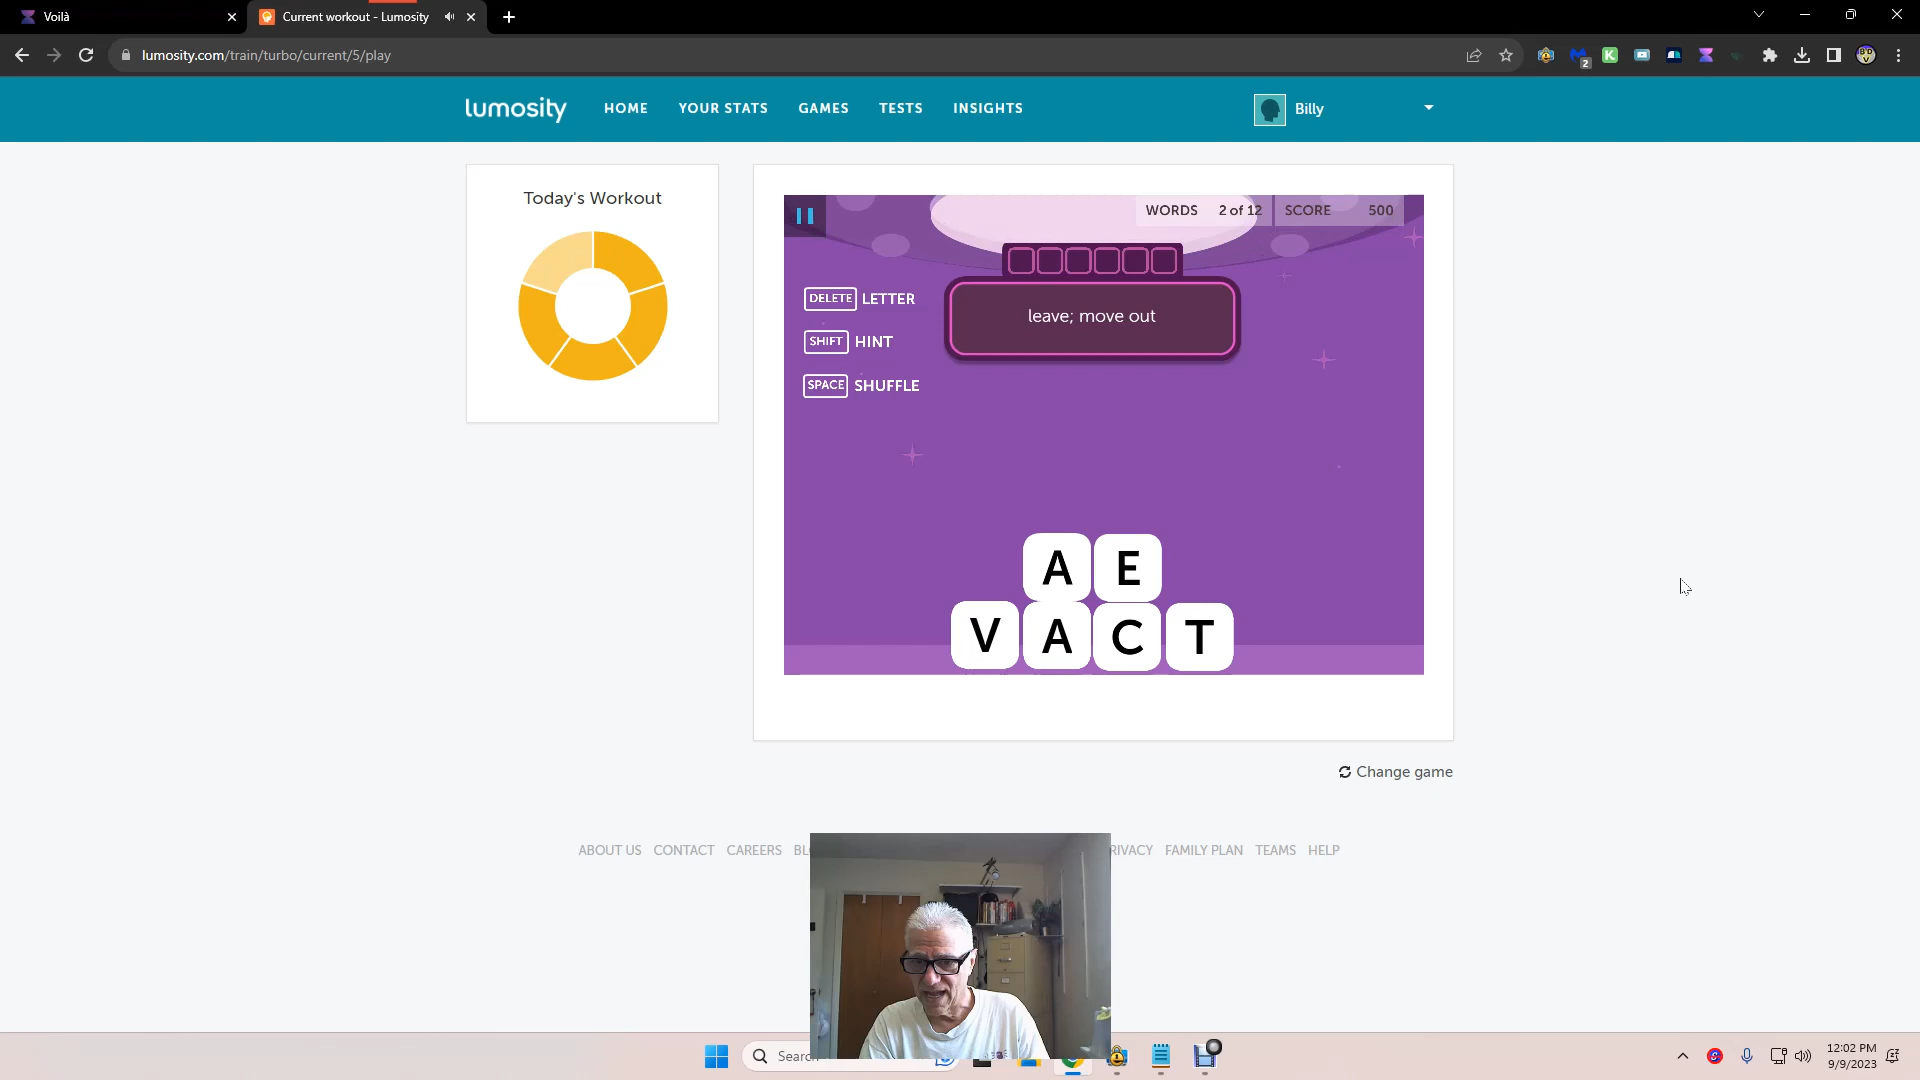 Voilà
Current workout - Lumosity
lumosity.com/train/turbo/current/5/play
2
lumosity
HOME
YOUR STATS
GAMES
TESTS
INSIGHTS
Billy
Today's Workout
WORDS 2 of 12
SCORE 500
DELETE LETTER
SHIFT HINT
SPACE SHUFFLE
leave; move out
A E
V A C T
Change game
ABOUT US CONTACT CAREERS
FAMILY PLAN TEAMS HELP
12:02 PM
9/9/2023